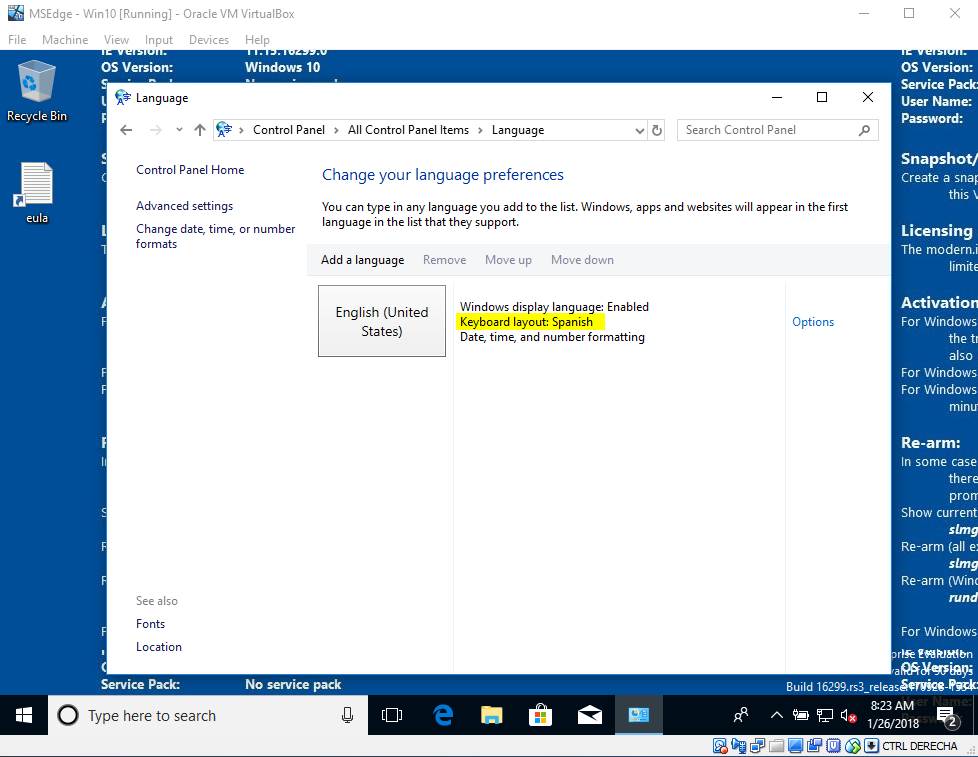 MSEdge - Win10 [Running] - Oracle VM VirtualBox
File Machine View Input Devices Help
IE Version: 11.15.16299.0
OS Version: Windows 10
Recycle Bin
eula
Language
Control Panel > All Control Panel Items > Language
Search Control Panel
Control Panel Home
Advanced settings
Change date, time, or number
formats
See also
Fonts
Location
Change your language preferences
You can type in any language you add to the list. Windows, apps and websites will appear in the first
language in the list that they support.
Add a language Remove Move up Move down
English (United
States)
Windows display language: Enabled
Keyboard layout: Spanish
Date, time, and number formatting
Options
IE Version:
OS Version:
Service Pack:
User Name:
Password:
Snapshot/
Create a snap
this V
Licensing
The modern.i
limite
Activation
For Windows
the tr
also
For Windows
For Windows
minu
Re-arm:
In some case
there
prom
Show current
slmg
Re-arm (all e
slmg
Re-arm (Wind
rund
For Windows
OS Version:
Service Pack:
Service Pack: No service pack
Build 16299.rs3_release
Type here to search
8:23 AM
1/26/2018
2
CTRL DERECHA